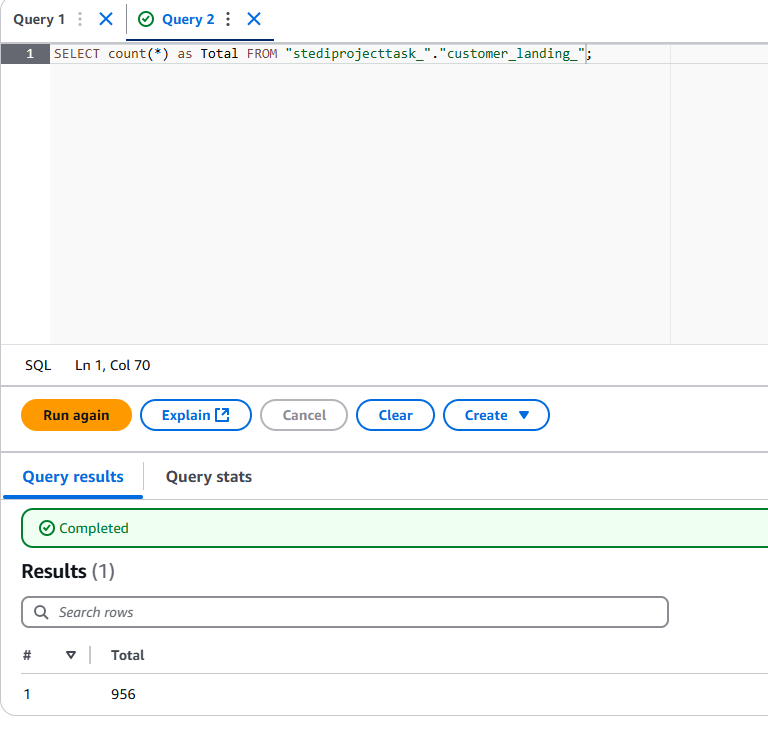 Query 1
Query 2
1 SELECT count(*) as Total FROM "stediprojecttask_"."customer_landing_";
SQL Ln 1, Col 70
Run again Explain Cancel Clear Create
Query results Query stats
Completed
Results (1)
Search rows
# Total
1 956